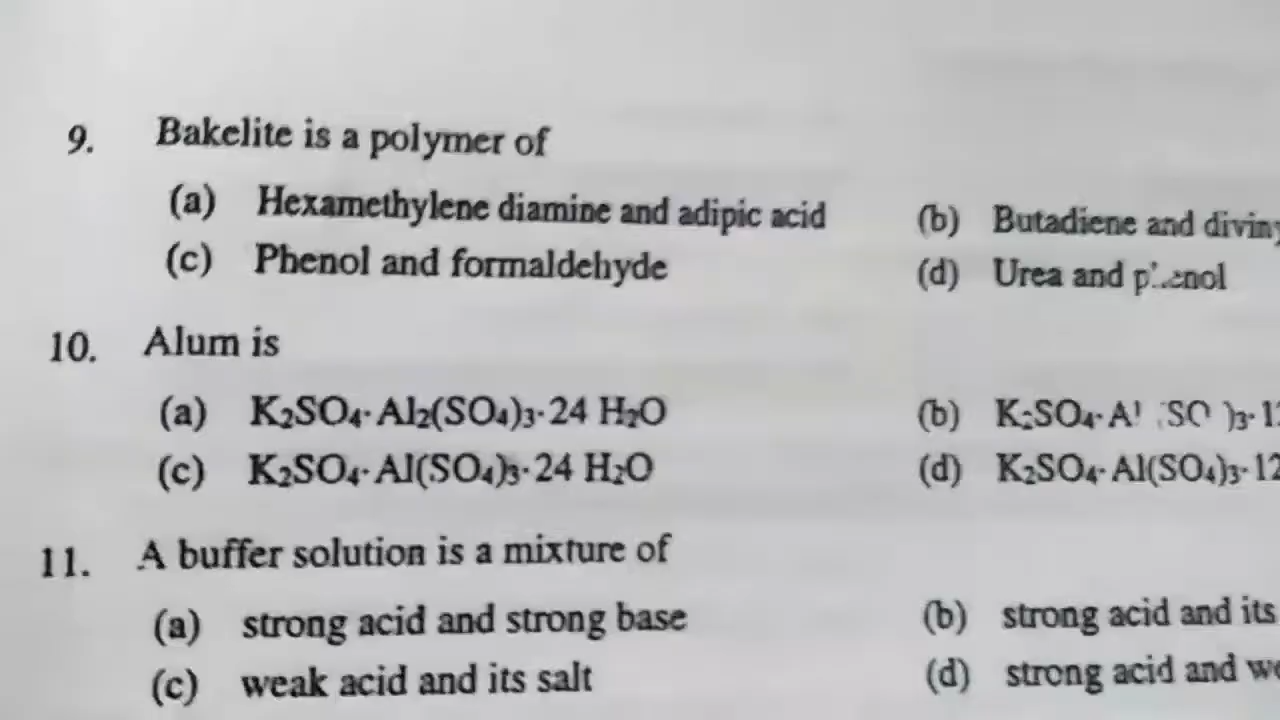 9. Bakelite is a polymer of
(a) Hexamethylene diamine and adipic acid (b) Butadiene and
(c) Phenol and formaldehyde (d) Urea and
10. Alum is
(a) K₂SO₄· Al₂(SO₄)₃· 24 H₂O (b)
(c) K₂SO₄· Al(SO₄)₃· 24 H₂O (d) K₂SO₄· Al(SO₄)₃· 12
11. A buffer solution is a mixture of
(a) strong acid and strong base (b) strong acid and its
(c) weak acid and its salt (d) strong acid and